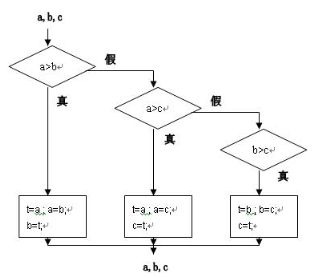 a, b, c
a>b↵
假
真
a>c↵
假
真
b>c↵
真
t=a ; a=b;↵
b=t;↵
t=a ; a=c;↵
c=t;↵
t=b ; b=c;↵
c=t;↵
a, b, c